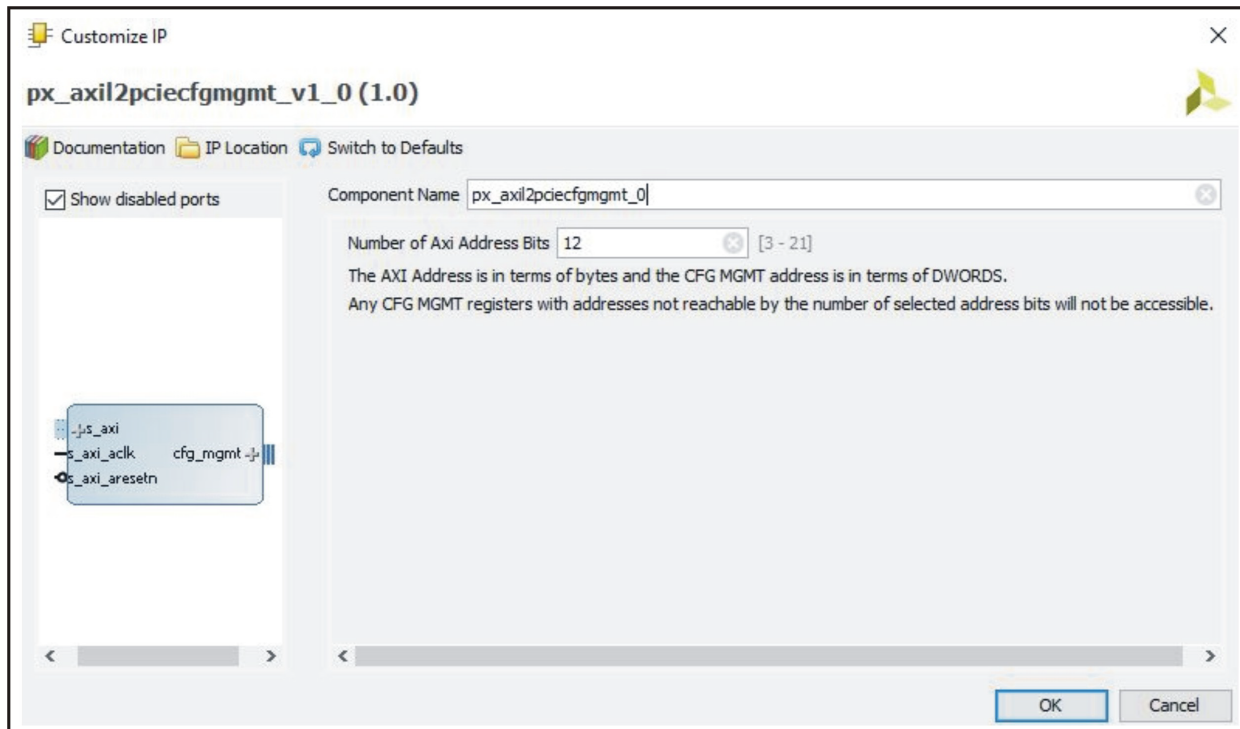 Customize IP
px_axil2pciecfgmgmt_v1_0 (1.0)
Documentation IP Location Switch to Defaults
Show disabled ports
Component Name px_axil2pciecfgmgmt_0
Number of Axi Address Bits 12 [3 - 21]
The AXI Address is in terms of bytes and the CFG MGMT address is in terms of DWORDS.
Any CFG MGMT registers with addresses not reachable by the number of selected address bits will not be accessible.
s_axi
s_axi_aclk cfg_mgmt
s_axi_aresetn
OK Cancel